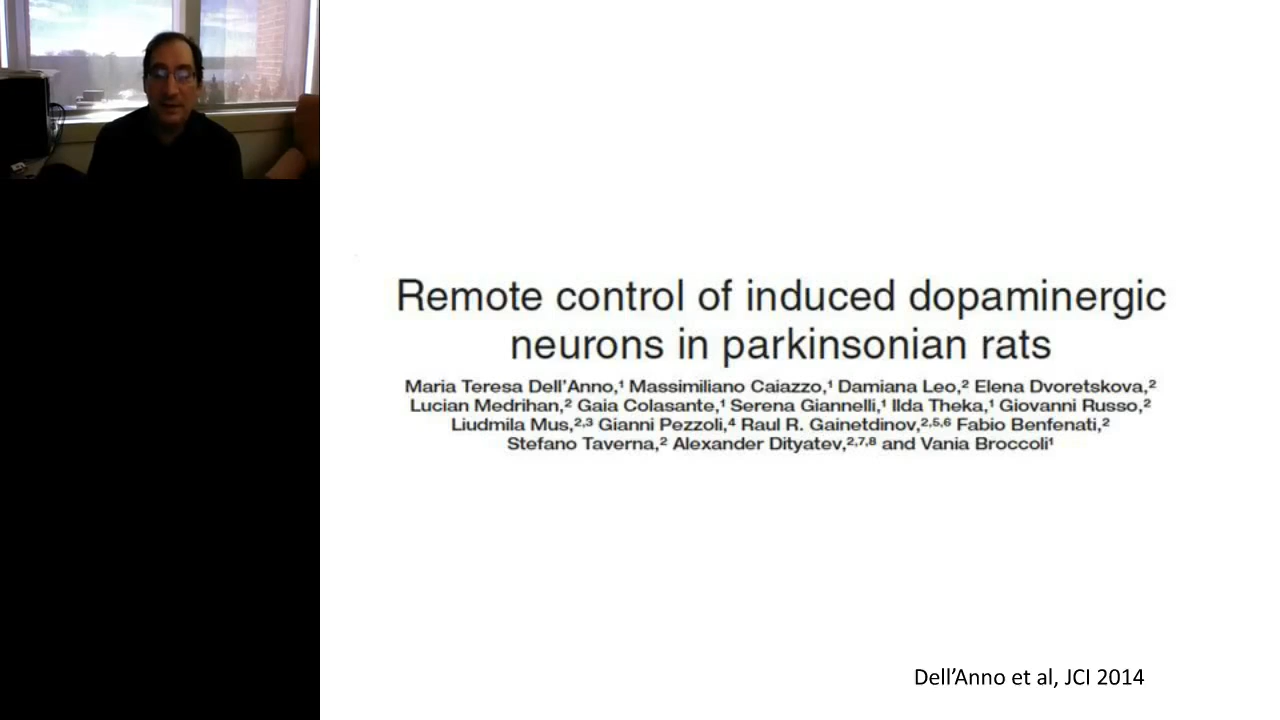 Remote control of induced dopaminergic
neurons in parkinsonian rats
Maria Teresa Dell'Anno,¹ Massimiliano Caiazzo,¹ Damiana Leo,² Elena Dvoretskova,²
Lucian Medrihan,² Gaia Colasante,¹ Serena Giannelli,¹ Ilda Theka,¹ Giovanni Russo,²
Liudmila Mus,²,³ Gianni Pezzoli,⁴ Raul R. Gainetdinov,²,⁵,⁶ Fabio Benfenati,²
Stefano Taverna,² Alexander Dityatev,²,⁷,⁸ and Vania Broccoli¹
Dell'Anno et al, JCI 2014